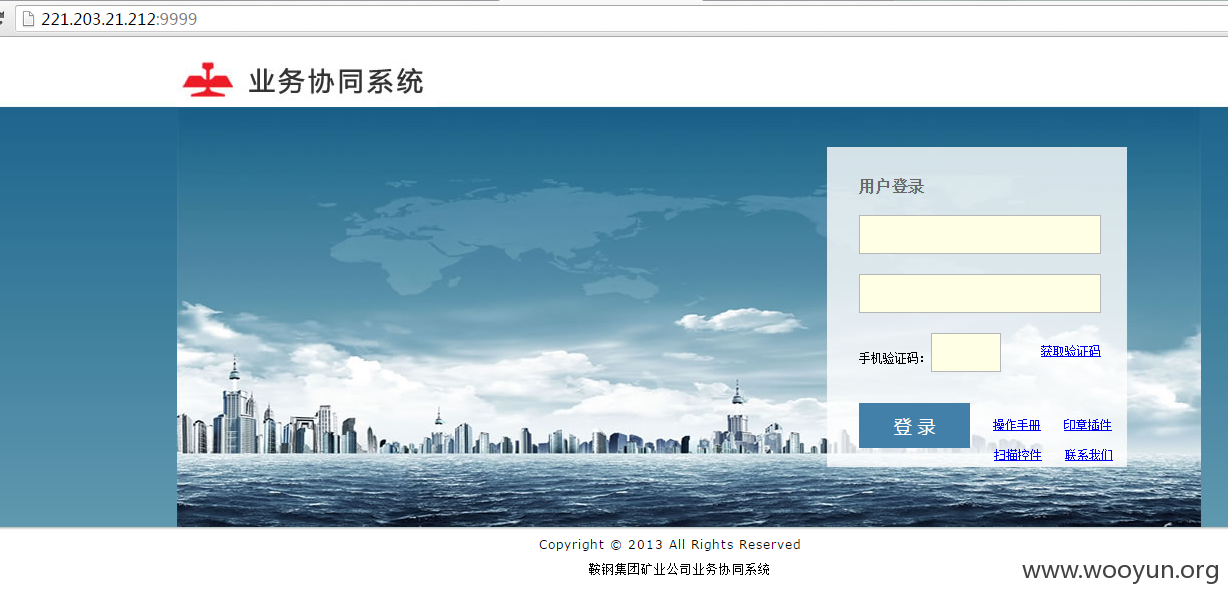 221.203.21.212:9999
业务协同系统
用户登录
手机验证码： 获取验证码
登 录 操作手册 印章插件
扫描控件 联系我们
Copyright © 2013 All Rights Reserved
鞍钢集团矿业公司业务协同系统
www.wooyun.org